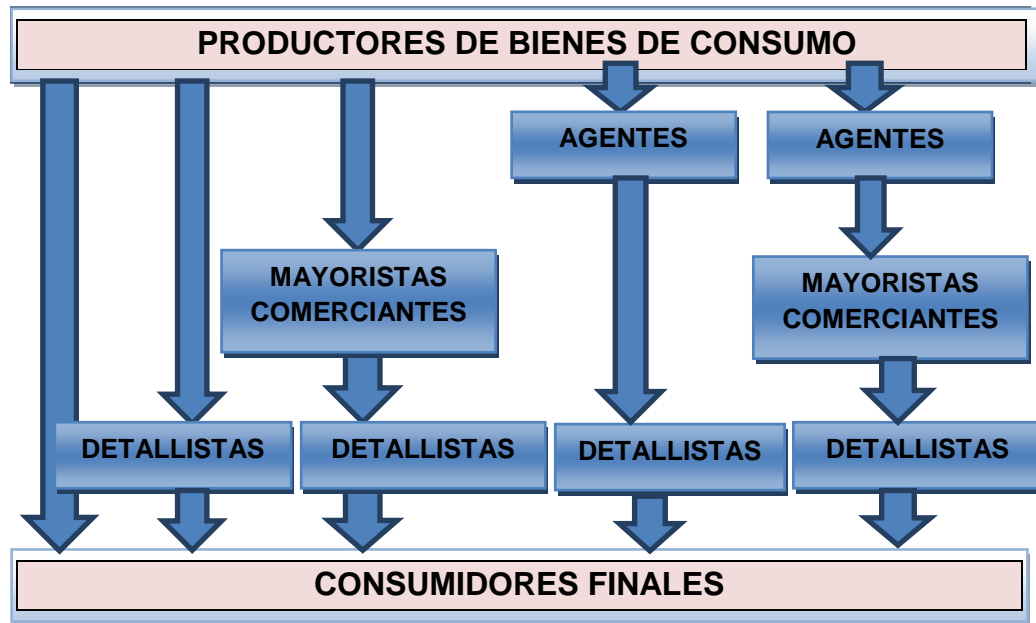 PRODUCTORES DE BIENES DE CONSUMO
AGENTES
AGENTES
MAYORISTAS
COMERCIANTES
MAYORISTAS
COMERCIANTES
DETALLISTAS
DETALLISTAS
DETALLISTAS
DETALLISTAS
CONSUMIDORES FINALES